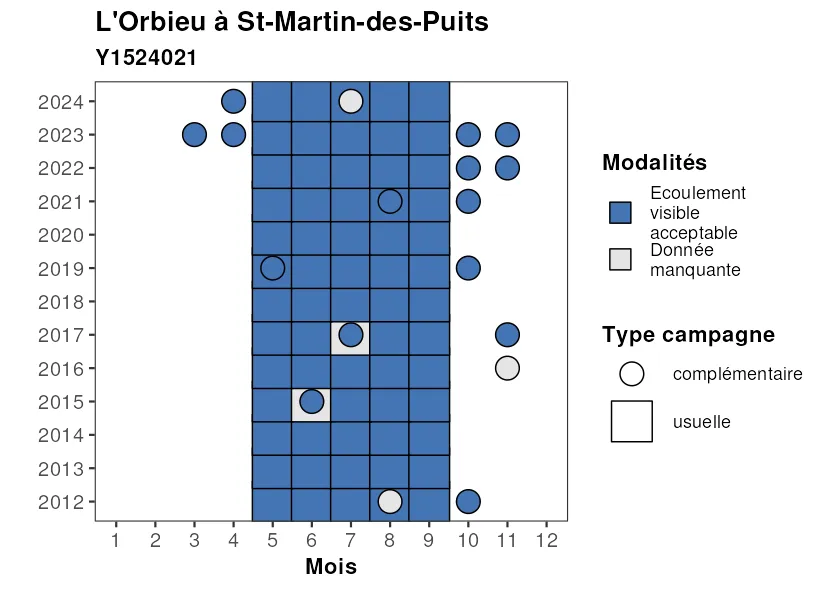 L'Orbieu à St-Martin-des-Puits
Y1524021
2024
2023
2022
2021
2020
2019
2018
2017
2016
2015
2014
2013
2012
1 2 3 4 5 6 7 8 9 10 11 12
Mois
Modalités
Ecoulement
visible
acceptable
Donnée
manquante
Type campagne
complémentaire
usuelle